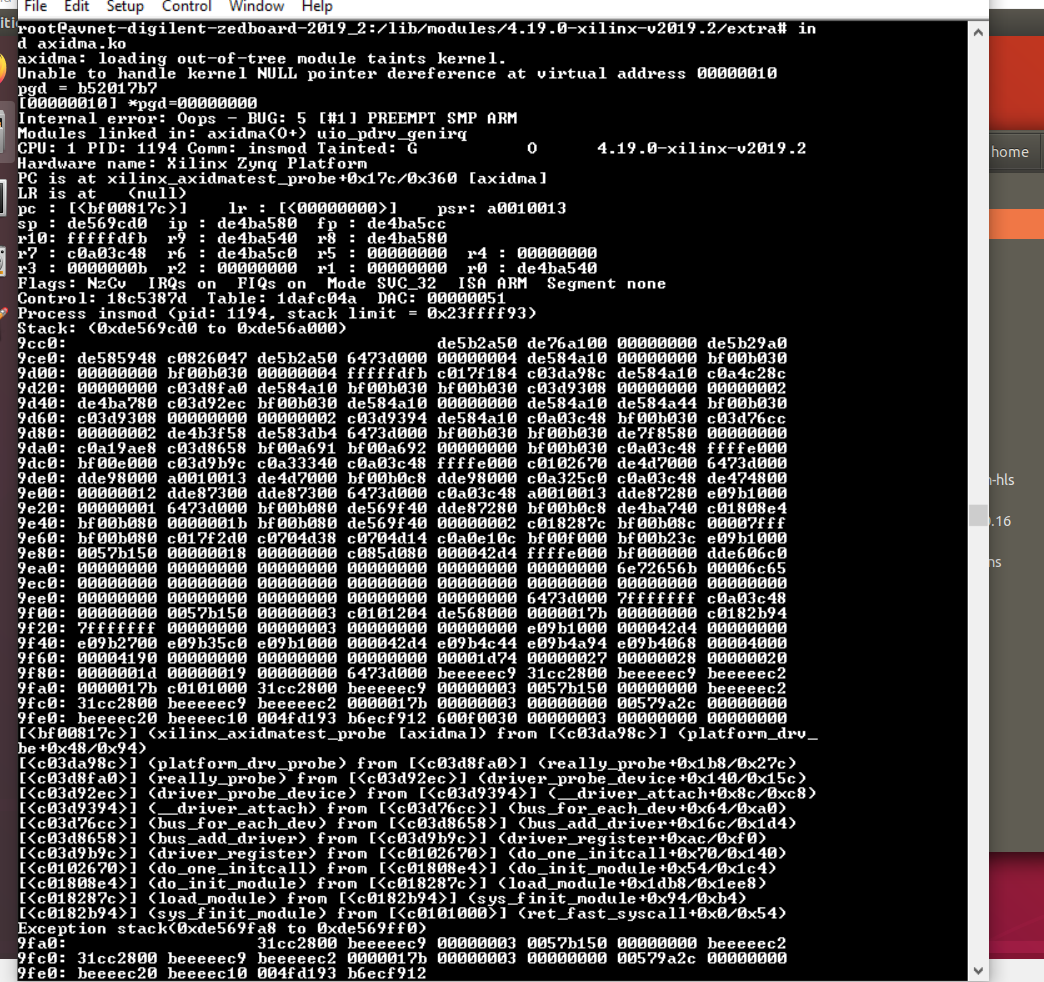 File Edit Setup Control Window Help
root@avnet-digilent-zedboard-2019_2:/lib/modules/4.19.0-xilinx-v2019.2/extra# in
d axidma.ko
axidma: loading out-of-tree module taints kernel.
Unable to handle kernel NULL pointer dereference at virtual address 00000010
pgd = b52017b7
[00000010] *pgd=00000000
Internal error: Oops - BUG: 5 [#1] PREEMPT SMP ARM
Modules linked in: axidma(O+) uio_pdrv_genirq
CPU: 1 PID: 1194 Comm: insmod Tainted: G           O      4.19.0-xilinx-v2019.2
Hardware name: Xilinx Zynq Platform
PC is at xilinx_axidmatest_probe+0x17c/0x360 [axidma]
LR is at   (null)
pc : [<bf00817c>]    lr : [<00000000>]    psr: a0010013
sp : de569cd0  ip : de4ba580  fp : de4ba5cc
r10: fffffdfb  r9 : de4ba540  r8 : de4ba580
r7 : c0a03c48  r6 : de4ba5c0  r5 : 00000000  r4 : 00000000
r3 : 0000000b  r2 : 00000000  r1 : 00000000  r0 : de4ba540
Flags: NzCv  IRQs on  FIQs on  Mode SVC_32  ISA ARM  Segment none
Control: 18c5387d  Table: 1dafc04a  DAC: 00000051
Process insmod (pid: 1194, stack limit = 0x23ffff93)
Stack: (0xde569cd0 to 0xde56a000)
9cc0:                                     de5b2a50 de76a100 00000000 de5b29a0
9ce0: de585948 c0826047 de5b2a50 6473d000 00000004 de584a10 00000000 bf00b030
9d00: 00000000 bf00b030 00000004 fffffdfb c017f184 c03da98c de584a10 c0a4c28c
9d20: 00000000 c03d8fa0 de584a10 bf00b030 bf00b030 c03d9308 00000000 00000002
9d40: de4ba780 c03d92ec bf00b030 de584a10 00000000 de584a10 de584a44 bf00b030
9d60: c03d9308 00000000 00000002 c03d9394 de584a10 c0a03c48 bf00b030 c03d76cc
9d80: 00000002 de4b3f58 de583db4 6473d000 bf00b030 bf00b030 de7f8580 00000000
9da0: c0a19ae8 c03d8658 bf00a691 bf00a692 00000000 bf00b030 c0a03c48 ffffe000
9dc0: bf00e000 c03d9b9c c0a33340 c0a03c48 ffffe000 c0102670 de4d7000 6473d000
9de0: dde98000 a0010013 de4d7000 bf00b0c8 dde98000 c0a325c0 c0a03c48 de474800
9e00: 00000012 dde87300 dde87300 6473d000 c0a03c48 a0010013 dde87280 e09b1000
9e20: 00000001 6473d000 bf00b080 de569f40 dde87280 bf00b0c8 de4ba740 c01808e4
9e40: bf00b080 0000001b bf00b080 de569f40 00000002 c018287c bf00b08c 00007fff
9e60: bf00b080 c017f2d0 c0704d38 c0704d14 c0a0e10c bf00f000 bf00b23c e09b1000
9e80: 0057b150 00000018 00000000 c085d080 000042d4 ffffe000 bf000000 dde606c0
9ea0: 00000000 00000000 00000000 00000000 00000000 00000000 6e72656b 00006c65
9ec0: 00000000 00000000 00000000 00000000 00000000 00000000 00000000 00000000
9ee0: 00000000 00000000 00000000 00000000 00000000 6473d000 7fffffff c0a03c48
9f00: 00000000 0057b150 00000003 c0101204 de568000 0000017b 00000000 c0182b94
9f20: 7fffffff 00000000 00000003 00000000 00000000 e09b1000 000042d4 00000000
9f40: e09b2700 e09b35c0 e09b1000 000042d4 e09b4c44 e09b4a94 e09b4068 00004000
9f60: 00004190 00000000 00000000 00000000 00001d74 00000027 00000028 00000020
9f80: 0000001d 00000019 00000000 6473d000 beeeeec9 31cc2800 beeeeec9 beeeeec2
9fa0: 0000017b c0101000 31cc2800 beeeeec9 00000003 0057b150 00000000 beeeeec2
9fc0: 31cc2800 beeeeec9 beeeeec2 0000017b 00000003 00000000 00579a2c 00000000
9fe0: beeeec20 beeeec10 004fd193 b6ecf912 600f0030 00000003 00000000 00000000
[<bf00817c>] (xilinx_axidmatest_probe [axidma]) from [<c03da98c>] (platform_drv_
be+0x48/0x94)
[<c03da98c>] (platform_drv_probe) from [<c03d8fa0>] (really_probe+0x1b8/0x27c)
[<c03d8fa0>] (really_probe) from [<c03d92ec>] (driver_probe_device+0x140/0x15c)
[<c03d92ec>] (driver_probe_device) from [<c03d9394>] (__driver_attach+0x8c/0xc8)
[<c03d9394>] (__driver_attach) from [<c03d76cc>] (bus_for_each_dev+0x64/0xa0)
[<c03d76cc>] (bus_for_each_dev) from [<c03d8658>] (bus_add_driver+0x16c/0x1d4)
[<c03d8658>] (bus_add_driver) from [<c03d9b9c>] (driver_register+0xac/0xf0)
[<c03d9b9c>] (driver_register) from [<c0102670>] (do_one_initcall+0x70/0x140)
[<c0102670>] (do_one_initcall) from [<c01808e4>] (do_init_module+0x54/0x1c4)
[<c01808e4>] (do_init_module) from [<c018287c>] (load_module+0x1db8/0x1ee8)
[<c018287c>] (load_module) from [<c0182b94>] (sys_finit_module+0x94/0xb4)
[<c0182b94>] (sys_finit_module) from [<c0101000>] (ret_fast_syscall+0x0/0x54)
Exception stack(0xde569fa8 to 0xde569ff0)
9fa0:                   31cc2800 beeeeec9 00000003 0057b150 00000000 beeeeec2
9fc0: 31cc2800 beeeeec9 beeeeec2 0000017b 00000003 00000000 00579a2c 00000000
9fe0: beeeec20 beeeec10 004fd193 b6ecf912
home
-hls
.16